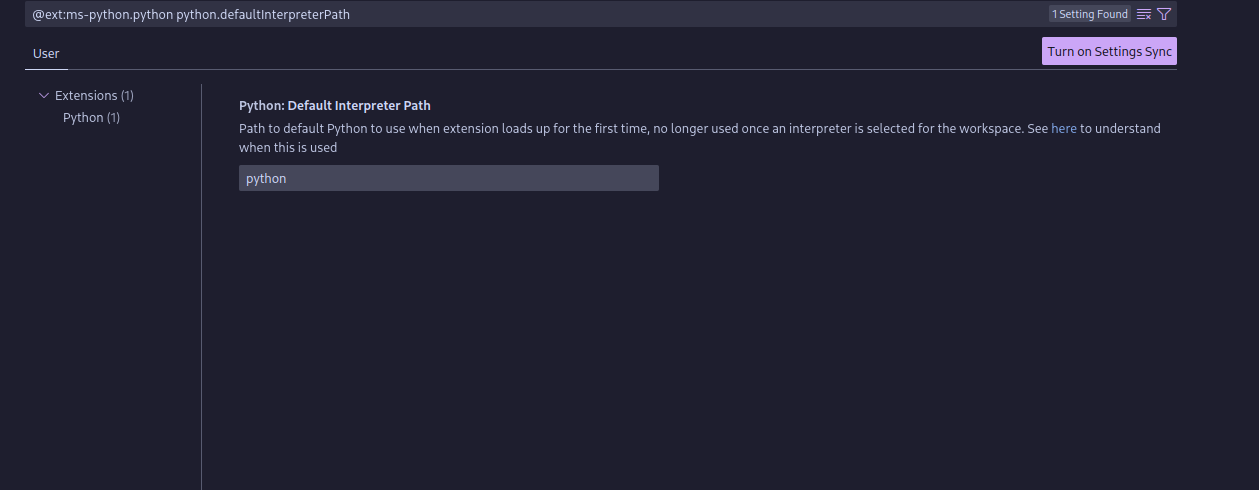 @ext:ms-python.python python.defaultInterpreterPath
1 Setting Found
User
Turn on Settings Sync
Extensions (1)
Python (1)
Python: Default Interpreter Path
Path to default Python to use when extension loads up for the first time, no longer used once an interpreter is selected for the workspace. See here to understand
when this is used
python